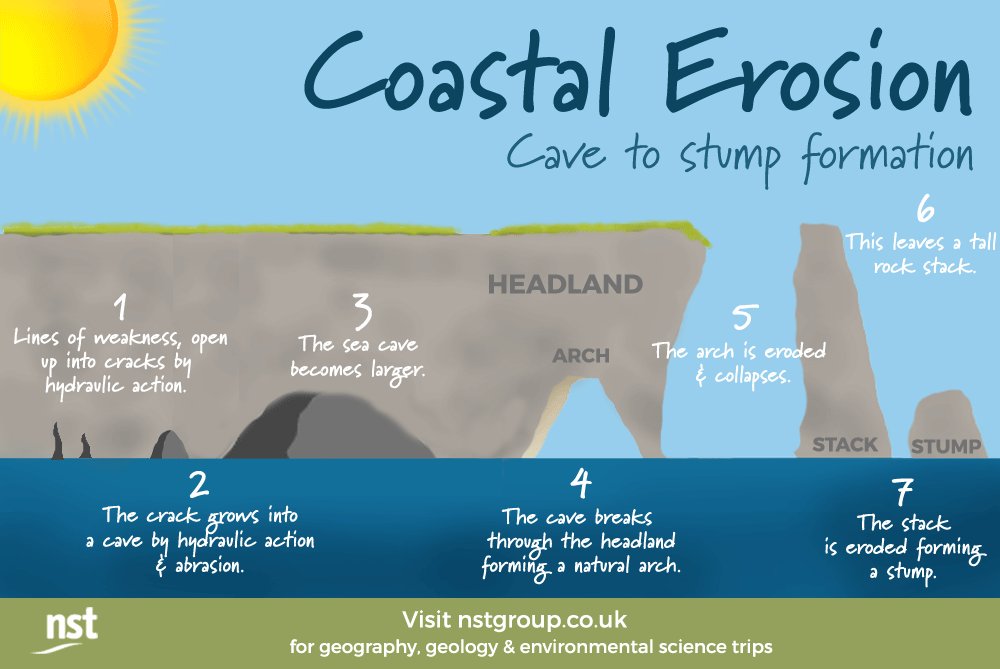 Coastal Erosion
Cave to stump formation
6
This leaves a tall
rock stack.
HEADLAND
1
Lines of weakness, open
up into cracks by
hydraulic action.
3
The sea cave
becomes larger.
ARCH
5
The arch is eroded
& collapses.
STACK
STUMP
2
The crack grows into
a cave by hydraulic action
& abrasion.
4
The cave breaks
through the headland
forming a natural arch.
7
The stack
is eroded forming
a stump.
nst
Visit nstgroup.co.uk
for geography, geology & environmental science trips